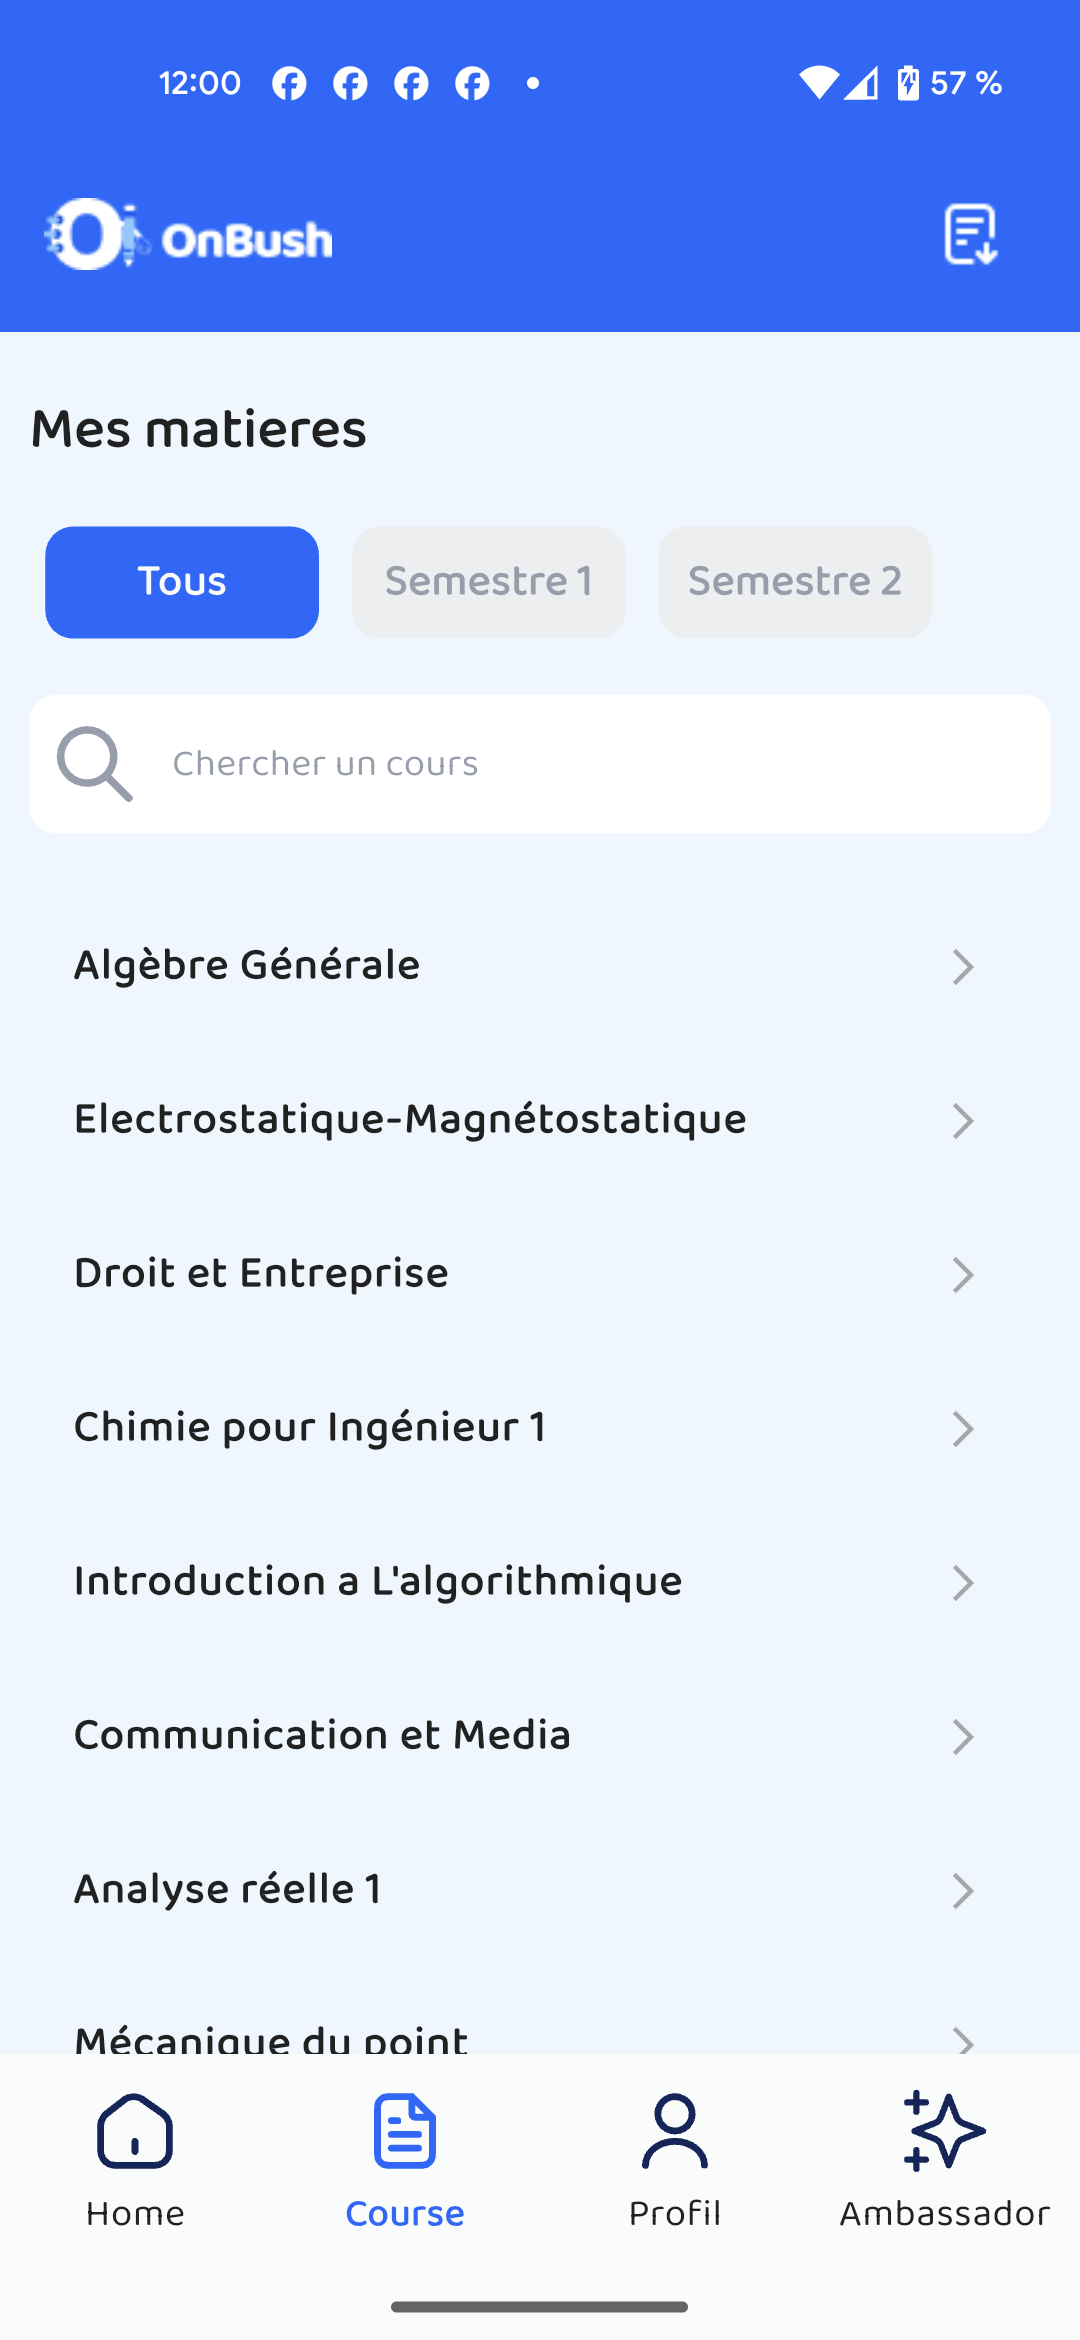 12:00
57 %
OnBush
Mes matieres
Tous
Semestre 1
Semestre 2
Chercher un cours
Algèbre Générale
Electrostatique-Magnétostatique
Droit et Entreprise
Chimie pour Ingénieur 1
Introduction a L'algorithmique
Communication et Media
Analyse réelle 1
Mécanique du point
Home
Course
Profil
Ambassador